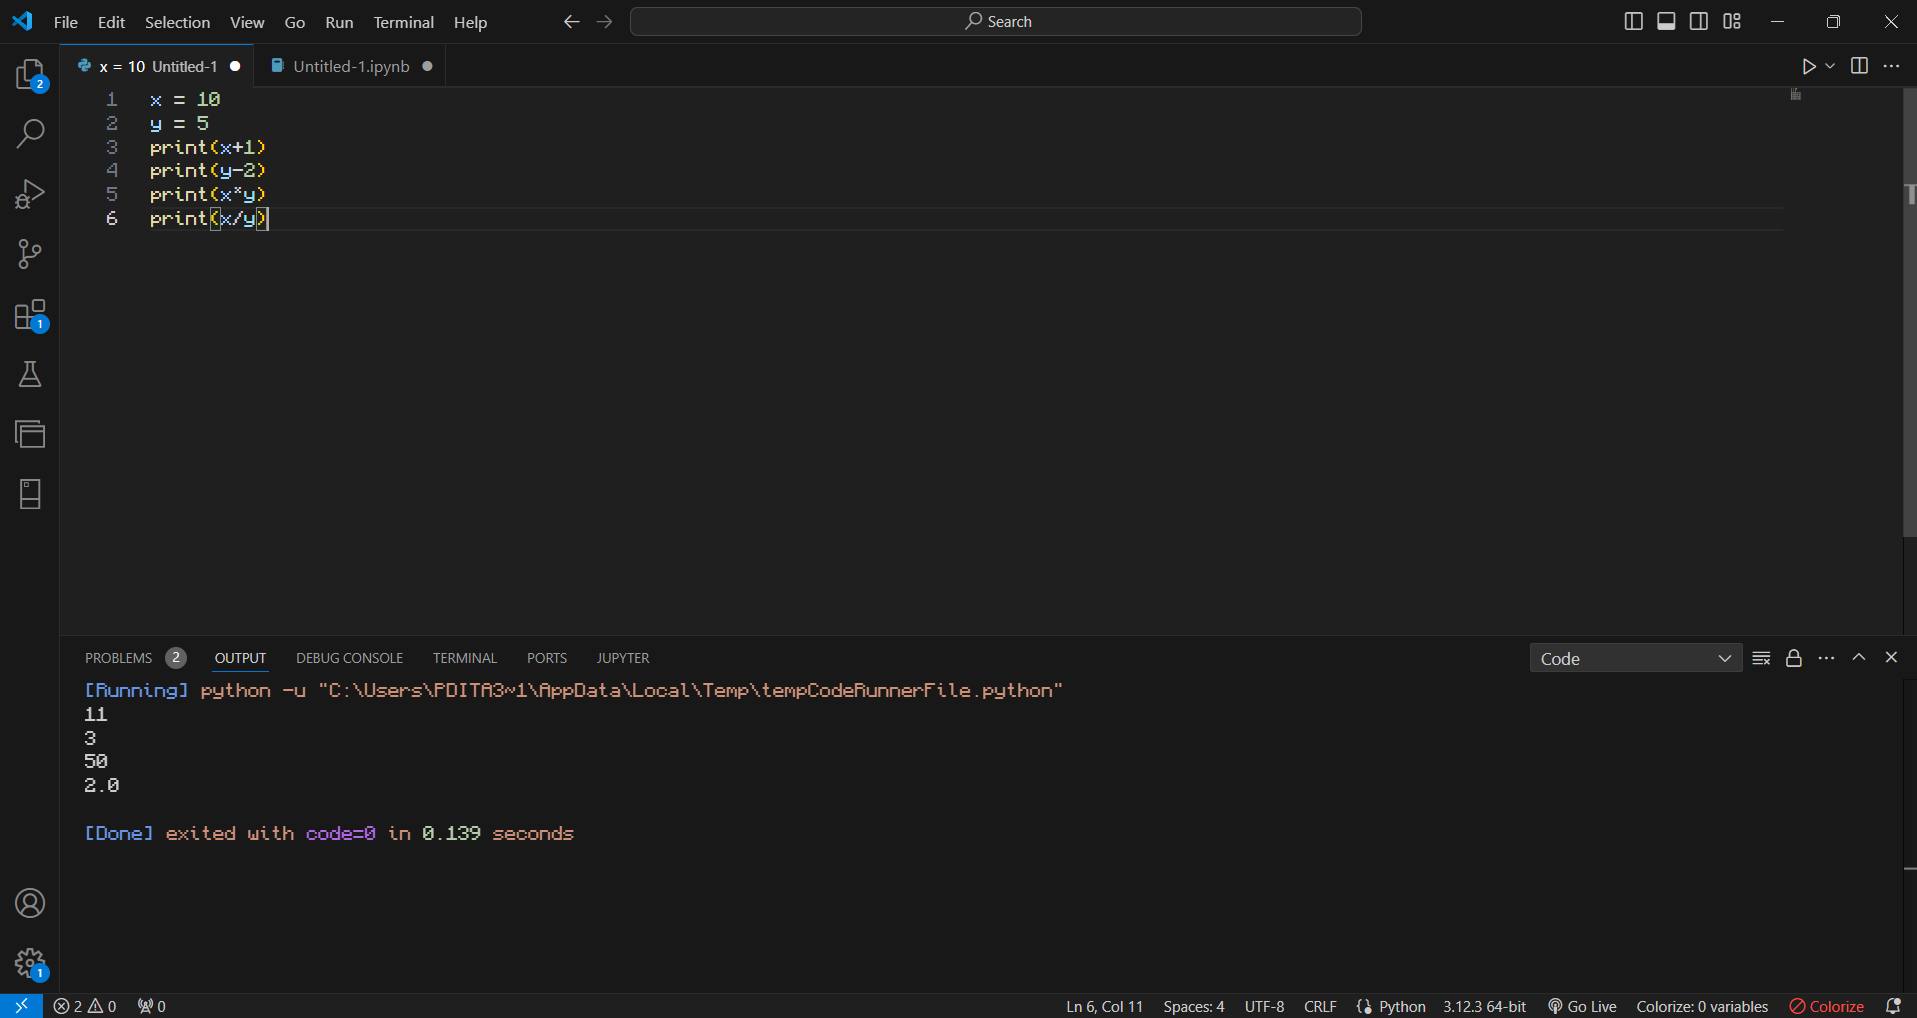 File Edit Selection View Go Run Terminal Help Search
x = 10 Untitled-1 Untitled-1.ipynb
2
1 x = 10
2 y = 5
3 print(x+1)
4 print(y-2)
5 print(x*y)
6 print(x/y)
1
PROBLEMS 2 OUTPUT DEBUG CONSOLE TERMINAL PORTS JUPYTER Code
[Running] python -u "C:\Users\PDITA3~1\AppData\Local\Temp\tempCodeRunnerFile.python"
11
3
50
2.0
[Done] exited with code=0 in 0.139 seconds
1
2 0 0 Ln 6, Col 11 Spaces: 4 UTF-8 CRLF Python 3.12.3 64-bit Go Live Colorize: 0 variables Colorize